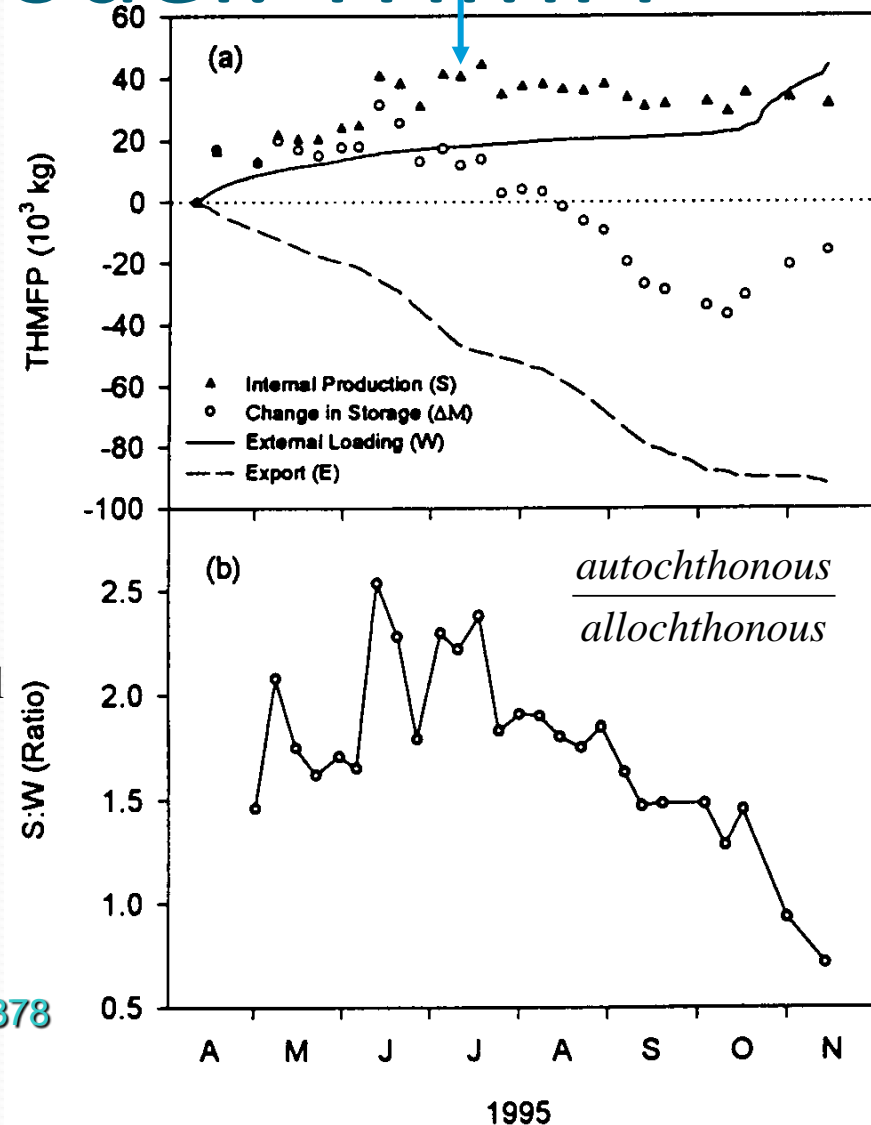 60
(a)
40
20
0
-20
-40
-60
-80
-100
THMFP (10³ kg)
Internal Production (S)
Change in Storage (ΔM)
External Loading (W)
Export (E)
(b)
autochthonous
allochthonous
2.5
2.0
1.5
1.0
0.5
S:W (Ratio)
378
A M J J A S O N
1995